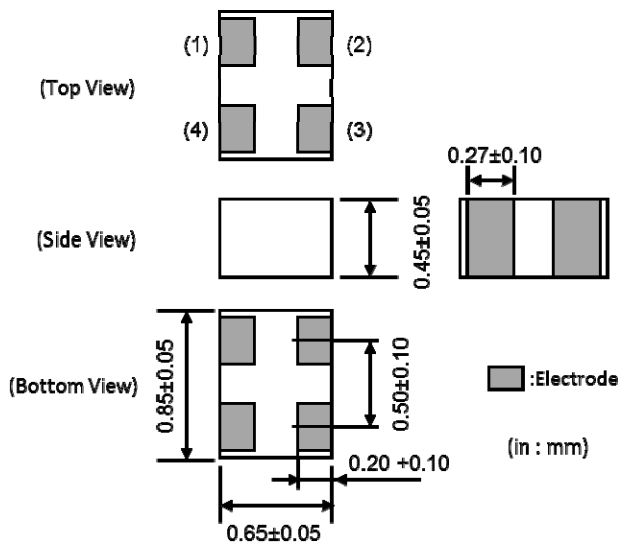 (1)
(2)
(Top View)
(4)
(3)
0.27±0.10
(Side View)
0.45±0.05
(Bottom View)
0.85±0.05
0.50±0.10
:Electrode
(in : mm)
0.20 +0.10
0.65±0.05